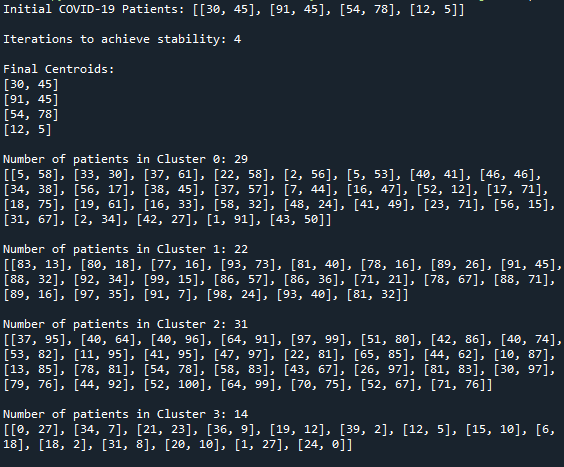 Initial COVID-19 Patients: [[30, 45], [91, 45], [54, 78], [12, 5]]
Iterations to achieve stability: 4
Final Centroids:
[30, 45]
[91, 45]
[54, 78]
[12, 5]
Number of patients in Cluster 0: 29
[[5, 58], [33, 30], [37, 61], [22, 58], [2, 56], [5, 53], [40, 41], [46, 46],
[34, 38], [56, 17], [38, 45], [37, 57], [7, 44], [16, 47], [52, 12], [17, 71],
[18, 75], [19, 61], [16, 33], [58, 32], [48, 24], [41, 49], [23, 71], [56, 15],
[31, 67], [2, 34], [42, 27], [1, 91], [43, 50]]
Number of patients in Cluster 1: 22
[[83, 13], [80, 18], [77, 16], [93, 73], [81, 40], [78, 16], [89, 26], [91, 45],
[88, 32], [92, 34], [99, 15], [86, 57], [86, 36], [71, 21], [78, 67], [88, 71],
[89, 16], [97, 35], [91, 7], [98, 24], [93, 40], [81, 32]]
Number of patients in Cluster 2: 31
[[37, 95], [40, 64], [40, 96], [64, 91], [97, 99], [51, 80], [42, 86], [40, 74],
[53, 82], [11, 95], [41, 95], [47, 97], [22, 81], [65, 85], [44, 62], [10, 87],
[13, 85], [78, 81], [54, 78], [58, 83], [43, 67], [26, 97], [81, 83], [30, 97],
[79, 76], [44, 92], [52, 100], [64, 99], [70, 75], [52, 67], [71, 76]]
Number of patients in Cluster 3: 14
[[0, 27], [34, 7], [21, 23], [36, 9], [19, 12], [39, 2], [12, 5], [15, 10], [6,
18], [18, 2], [31, 8], [20, 10], [1, 27], [24, 0]]